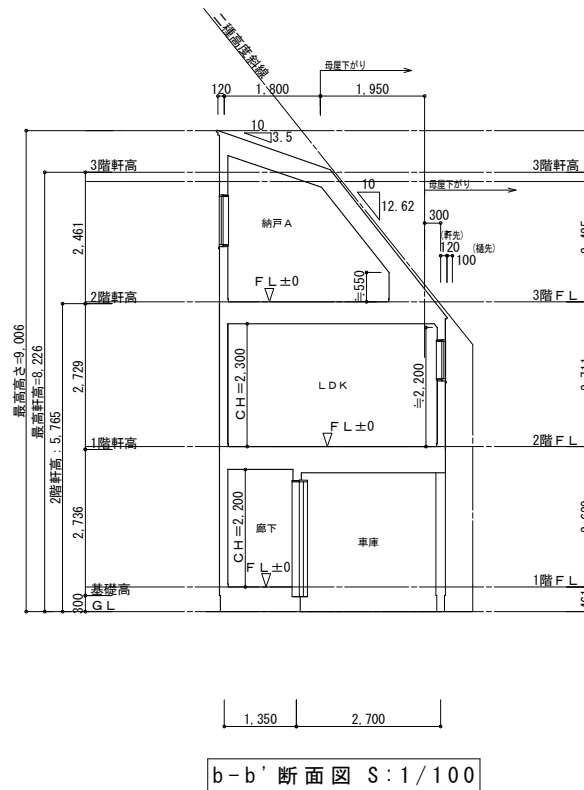 二種高度斜線
母屋下がり
120
1,800
1,950
10
3.5
3階軒高
3階軒高
10
12.62
母屋下がり
300
(軒先)
120
(樋先)
100
納戸A
2,461
FL±0
≒550
2階軒高
3階FL
最高高さ=9,006
最高軒高=8,226
2階軒高:5,765
2,729
CH=2,300
LDK
≒2,200
FL±0
1階軒高
2階FL
2,736
CH=2,200
廊下
車庫
FL±0
1階FL
基礎高
300
GL
1,350
2,700
b-b'断面図 S:1/100